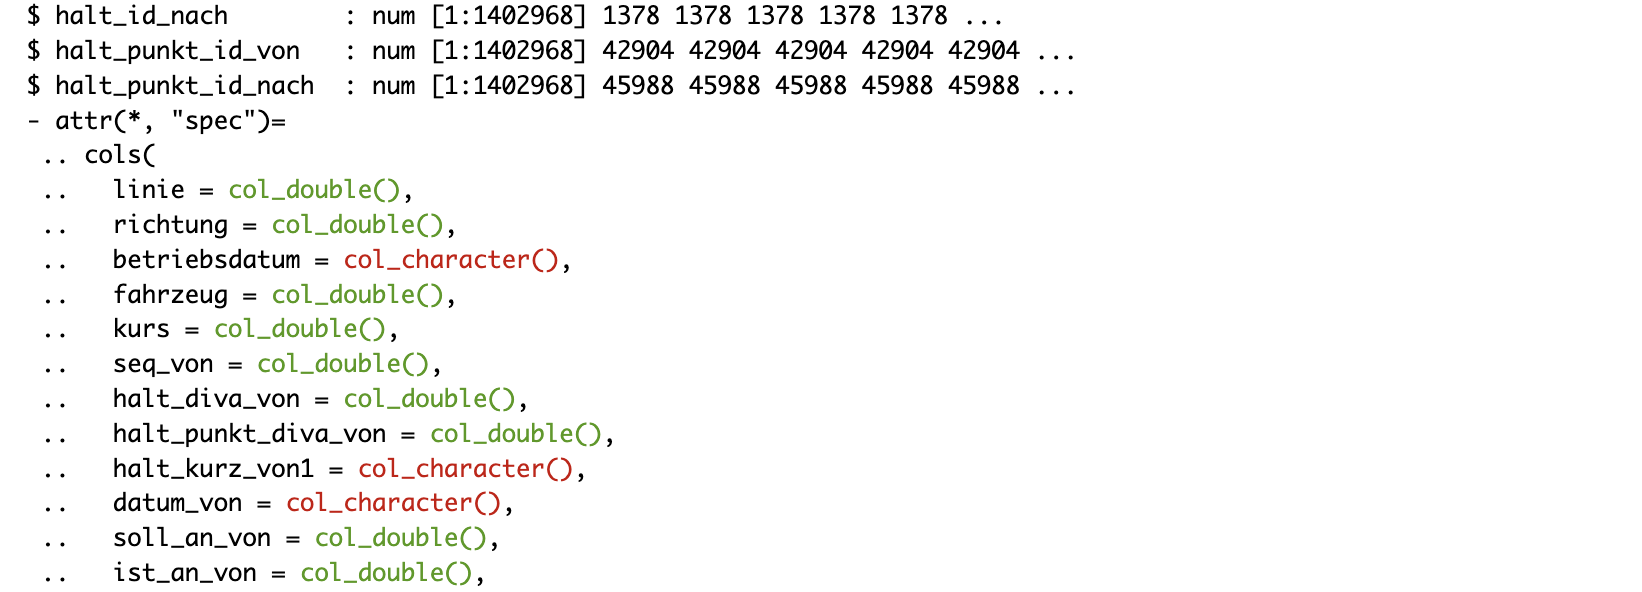 $ halt_id_nach        : num [1:1402968] 1378 1378 1378 1378 1378 ...
$ halt_punkt_id_von   : num [1:1402968] 42904 42904 42904 42904 42904 ...
$ halt_punkt_id_nach  : num [1:1402968] 45988 45988 45988 45988 45988 ...
- attr(*, "spec")=
 .. cols(
 ..   linie = col_double(),
 ..   richtung = col_double(),
 ..   betriebsdatum = col_character(),
 ..   fahrzeug = col_double(),
 ..   kurs = col_double(),
 ..   seq_von = col_double(),
 ..   halt_diva_von = col_double(),
 ..   halt_punkt_diva_von = col_double(),
 ..   halt_kurz_von1 = col_character(),
 ..   datum_von = col_character(),
 ..   soll_an_von = col_double(),
 ..   ist_an_von = col_double(),